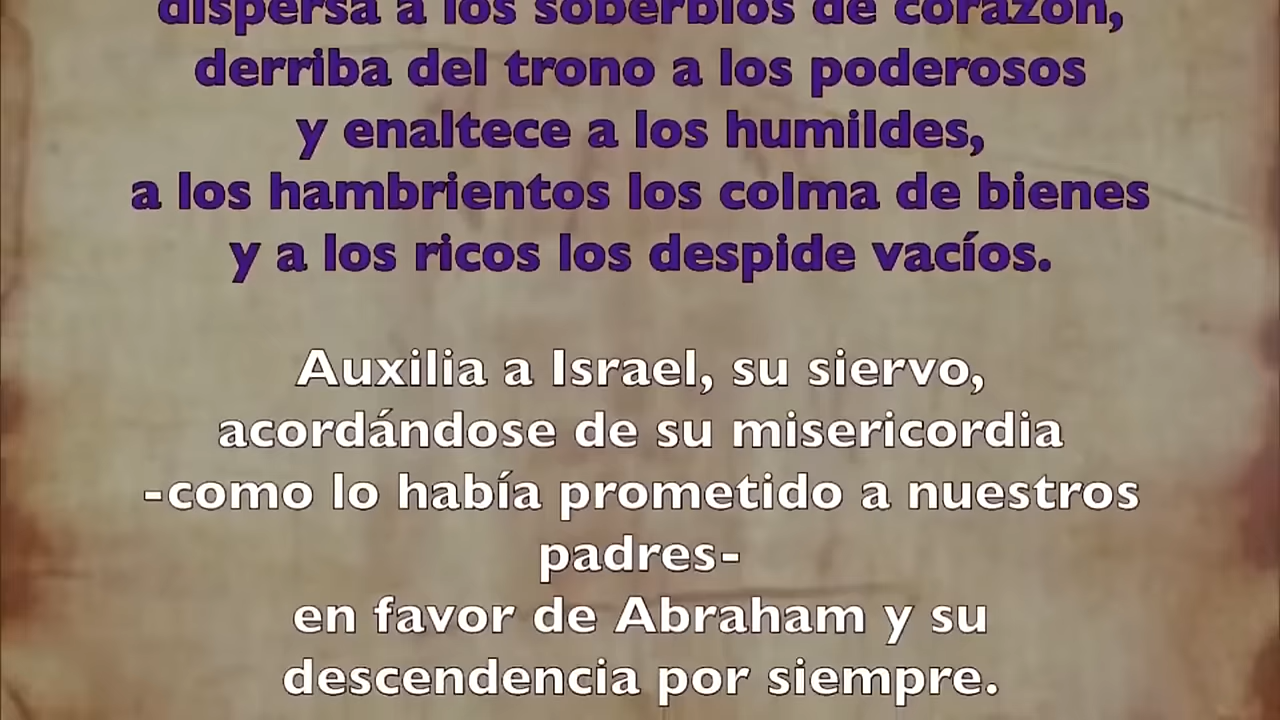 dispersa a los soberbios de corazón,
derriba del trono a los poderosos
y enaltece a los humildes,
a los hambrientos los colma de bienes
y a los ricos los despide vacíos.
Auxilia a Israel, su siervo,
acordándose de su misericordia
-como lo había prometido a nuestros
padres-
en favor de Abraham y su
descendencia por siempre.